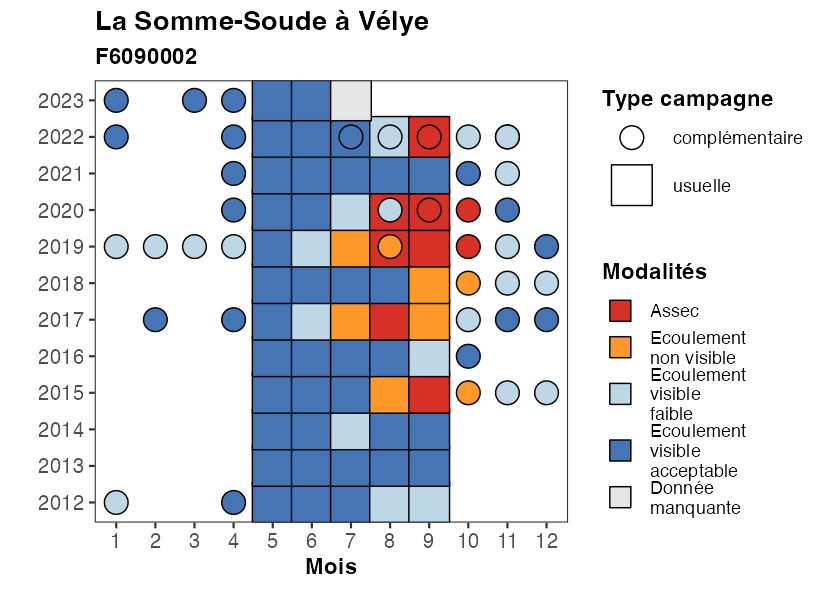 La Somme-Soude à Vélye
F6090002
2023
2022
2021
2020
2019
2018
2017
2016
2015
2014
2013
2012
1 2 3 4 5 6 7 8 9 10 11 12
Mois
Type campagne
complémentaire
usuelle
Modalités
Assec
Ecoulement
non visible
Ecoulement
visible
faible
Ecoulement
visible
acceptable
Donnée
manquante